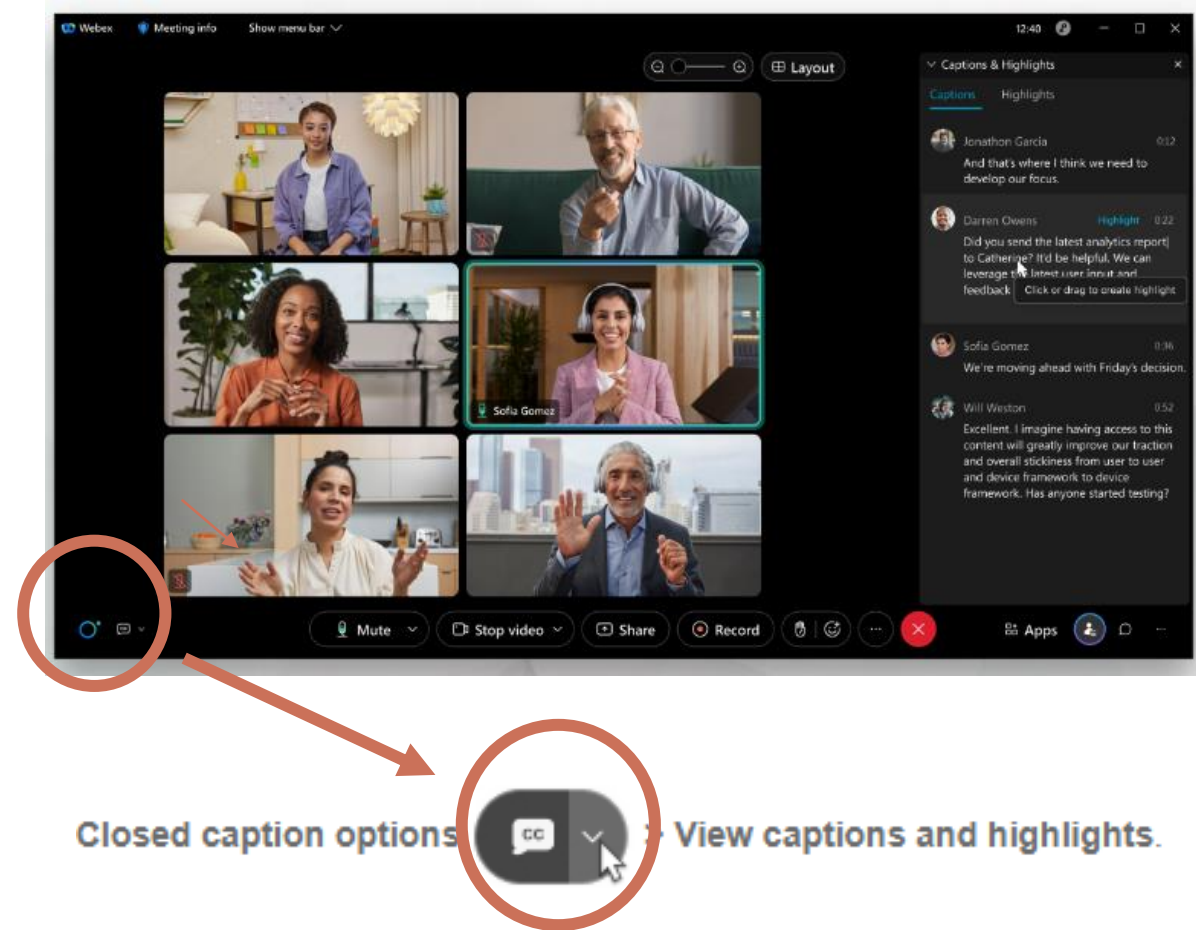 Webex Meeting info Show menu bar 12:40
Layout
Captions & Highlights
Captions Highlights
Jonathon Garcia 0:12
And that's where I think we need to
develop our focus.
Darren Owens Highlight 0:22
Did you send the latest analytics report
to Catherine? It'd be helpful. We can
leverage the latest user input and
feedback
Click or drag to create highlight
Sofia Gomez 0:36
We're moving ahead with Friday's decision.
Will Weston 0:52
Excellent. I imagine having access to this
content will greatly improve our traction
and overall stickiness from user to user
and device framework to device
framework. Has anyone started testing?
Sofia Gomez
Mute Stop video Share Record Apps
Closed caption options CC > View captions and highlights.